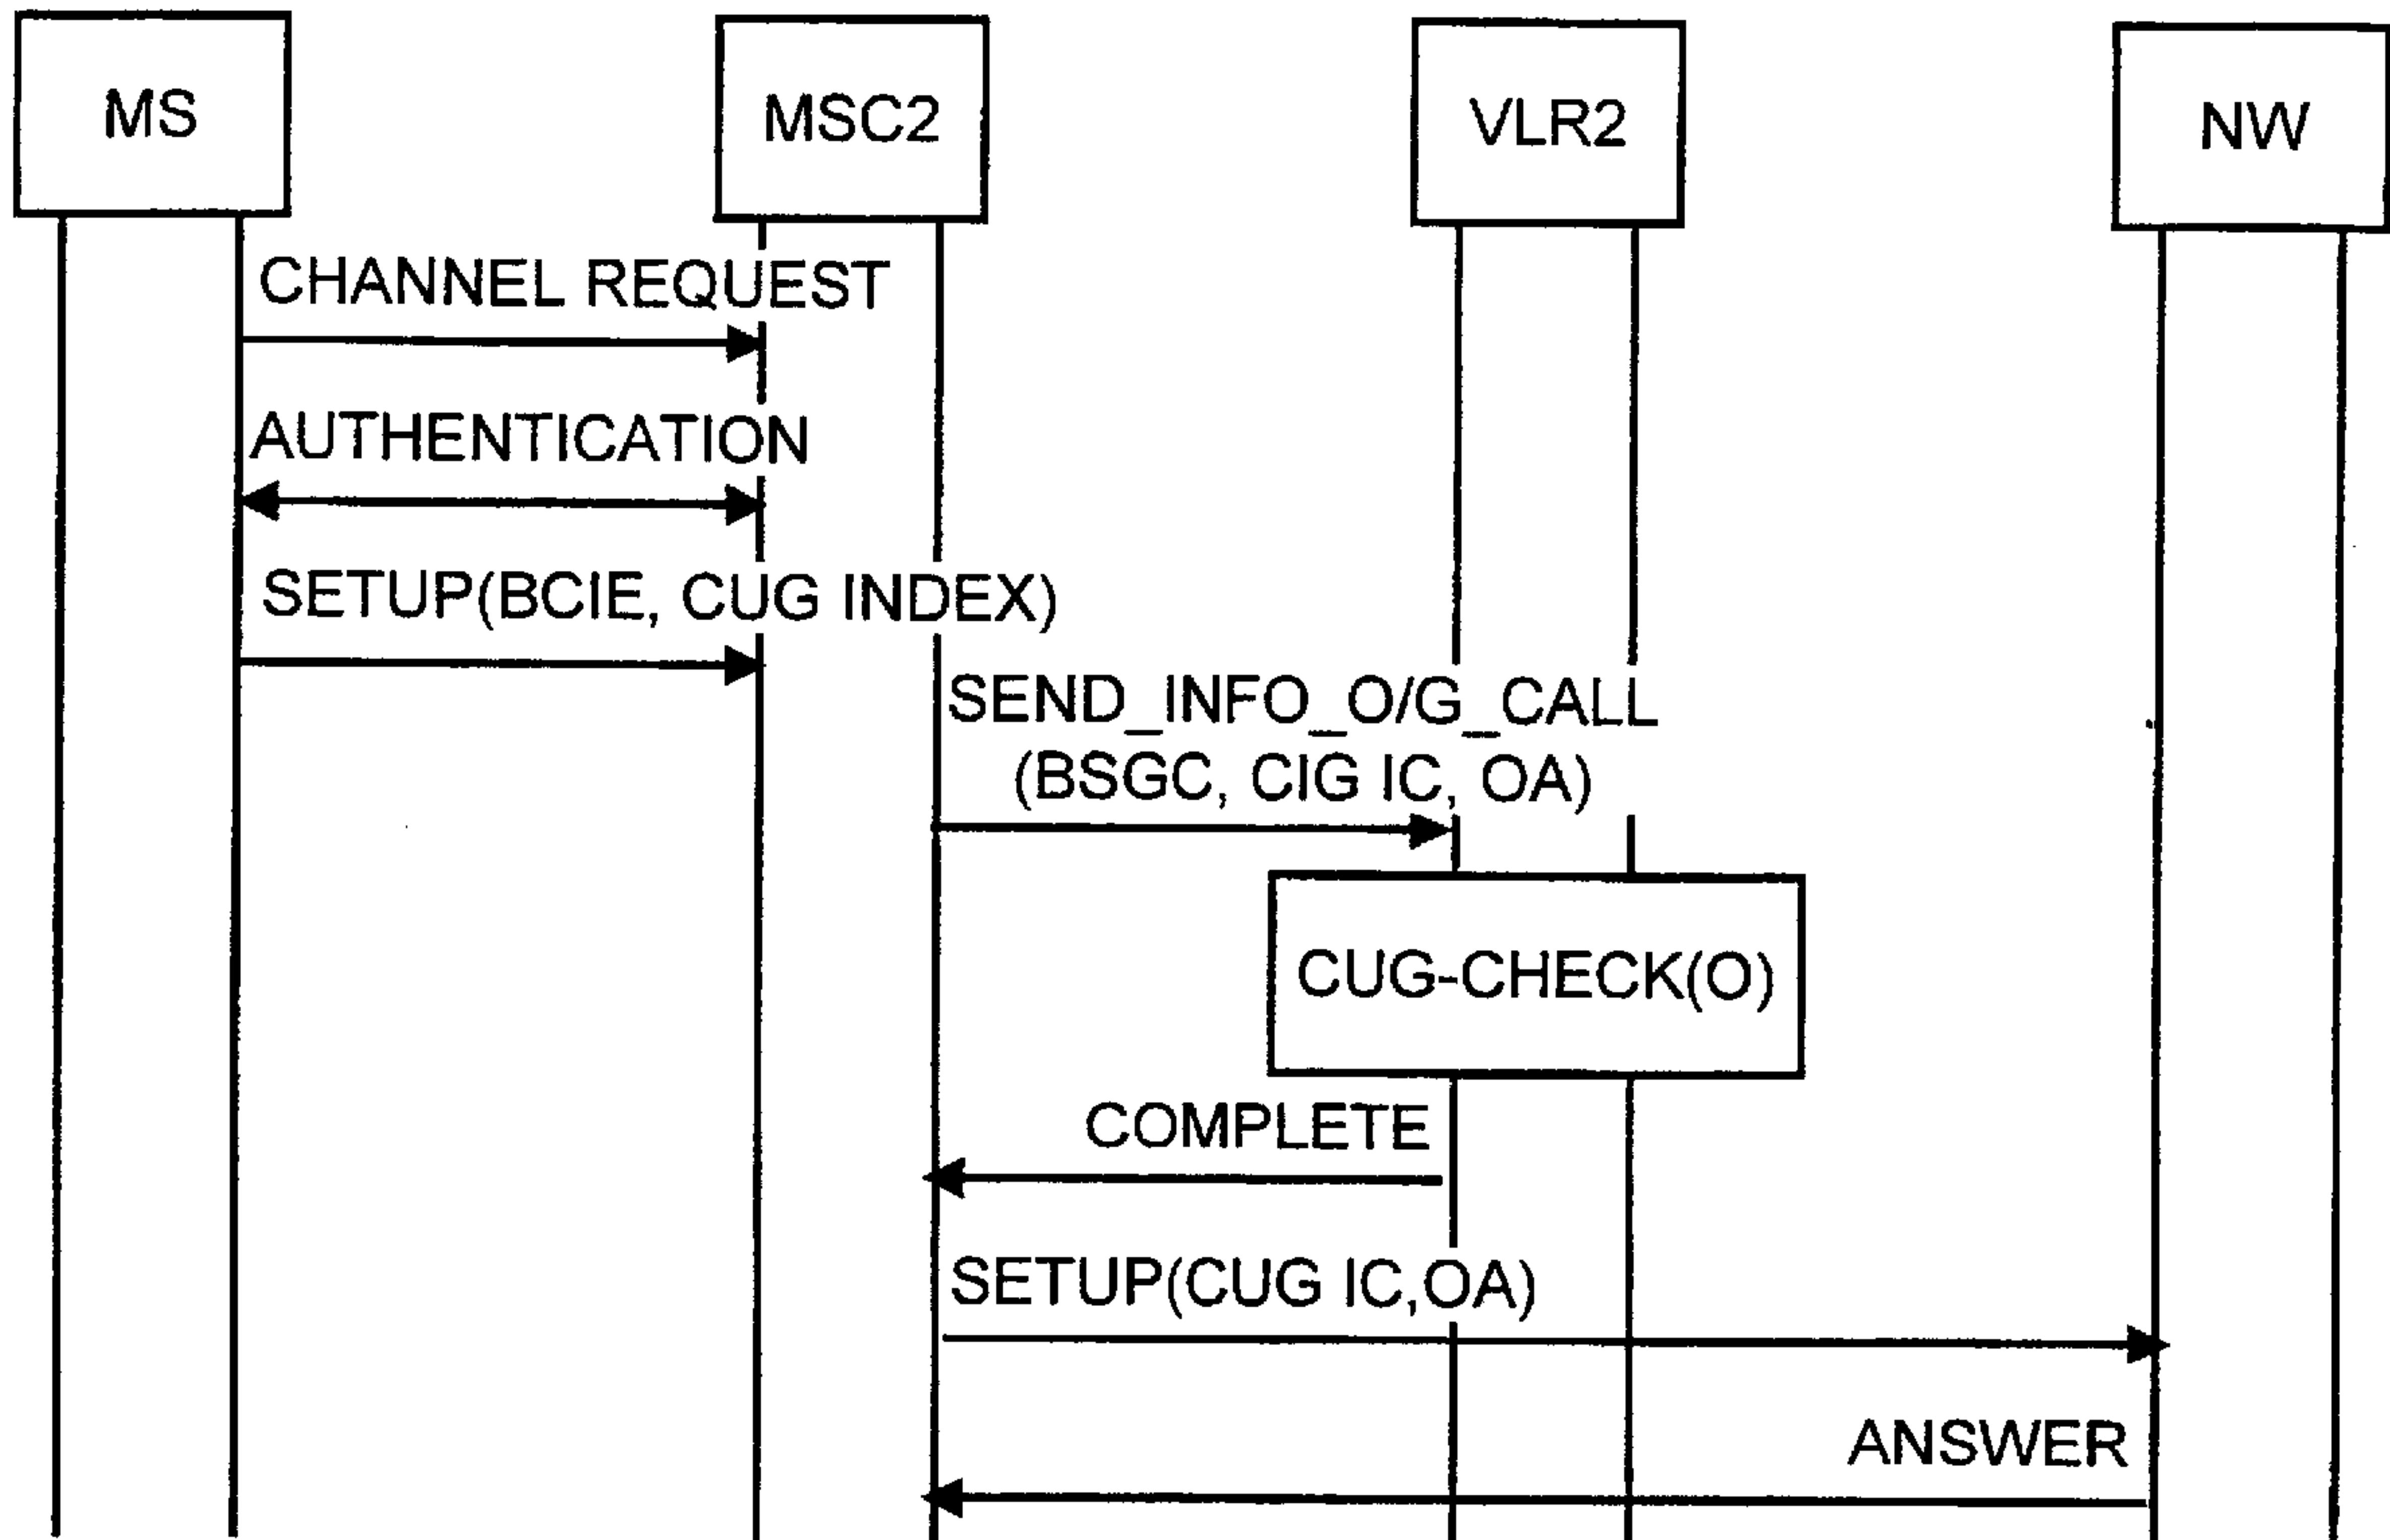 MS
MSC2
VLR2
NW
CHANNEL REQUEST
AUTHENTICATION
SETUP(BCIE, CUG INDEX)
SEND_INFO_O/G_CALL
(BSGC, CIG IC, OA)
CUG-CHECK(O)
COMPLETE
SETUP(CUG IC,OA)
ANSWER